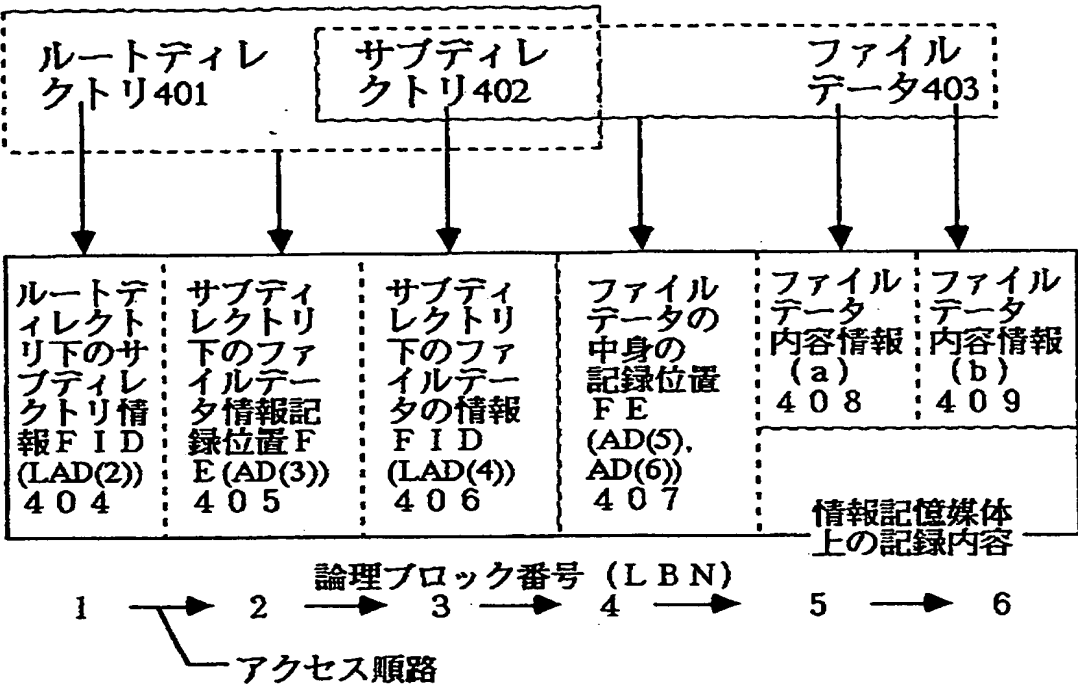 ルートディレ
クトリ401
サブディレ
クトリ402
ファイル
データ403
ルートデ
ィレクト
リ下のサ
ブディレ
クトリ情
報ＦＩＤ
(LAD(2))
４０４
サブディ
レクトリ
下のファ
イルデー
タ情報記
録位置Ｆ
Ｅ(AD(3))
４０５
サブディ
レクトリ
下のファ
イルデー
タの情報
ＦＩＤ
(LAD(4))
４０６
ファイル
データの
中身の
記録位置
ＦＥ
(AD(5),
AD(6))
４０７
ファイル
データ
内容情報
(a)
４０８
ファイル
データ
内容情報
(b)
４０９
情報記憶媒体
上の記録内容
論理ブロック番号 (ＬＢＮ)
1 2 3 4 5 6
アクセス順路